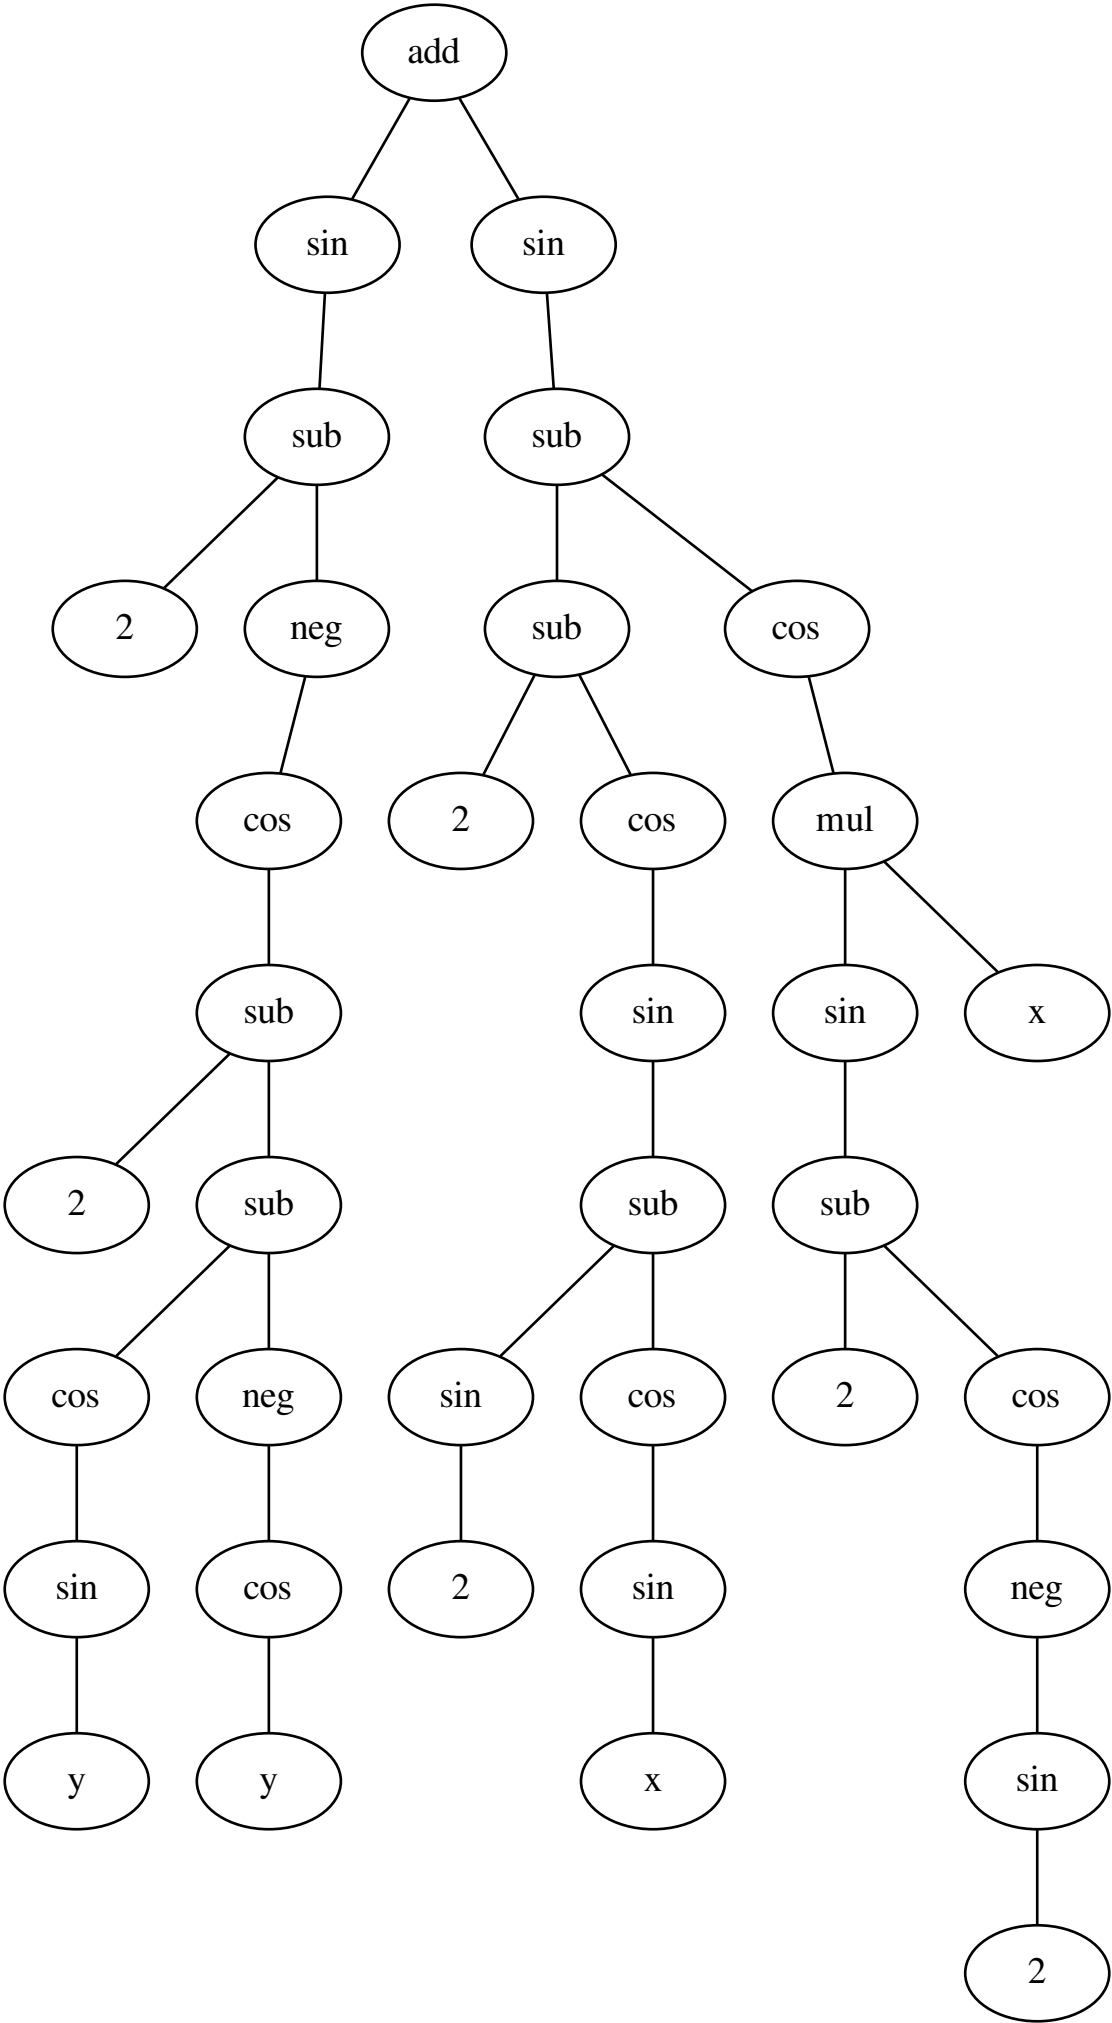 add
sin sin
sub sub
2 neg sub cos
cos 2 cos mul
sub sin sin x
2 sub sub sub
cos neg sin cos 2 cos
sin cos 2 sin neg
y y x sin
2